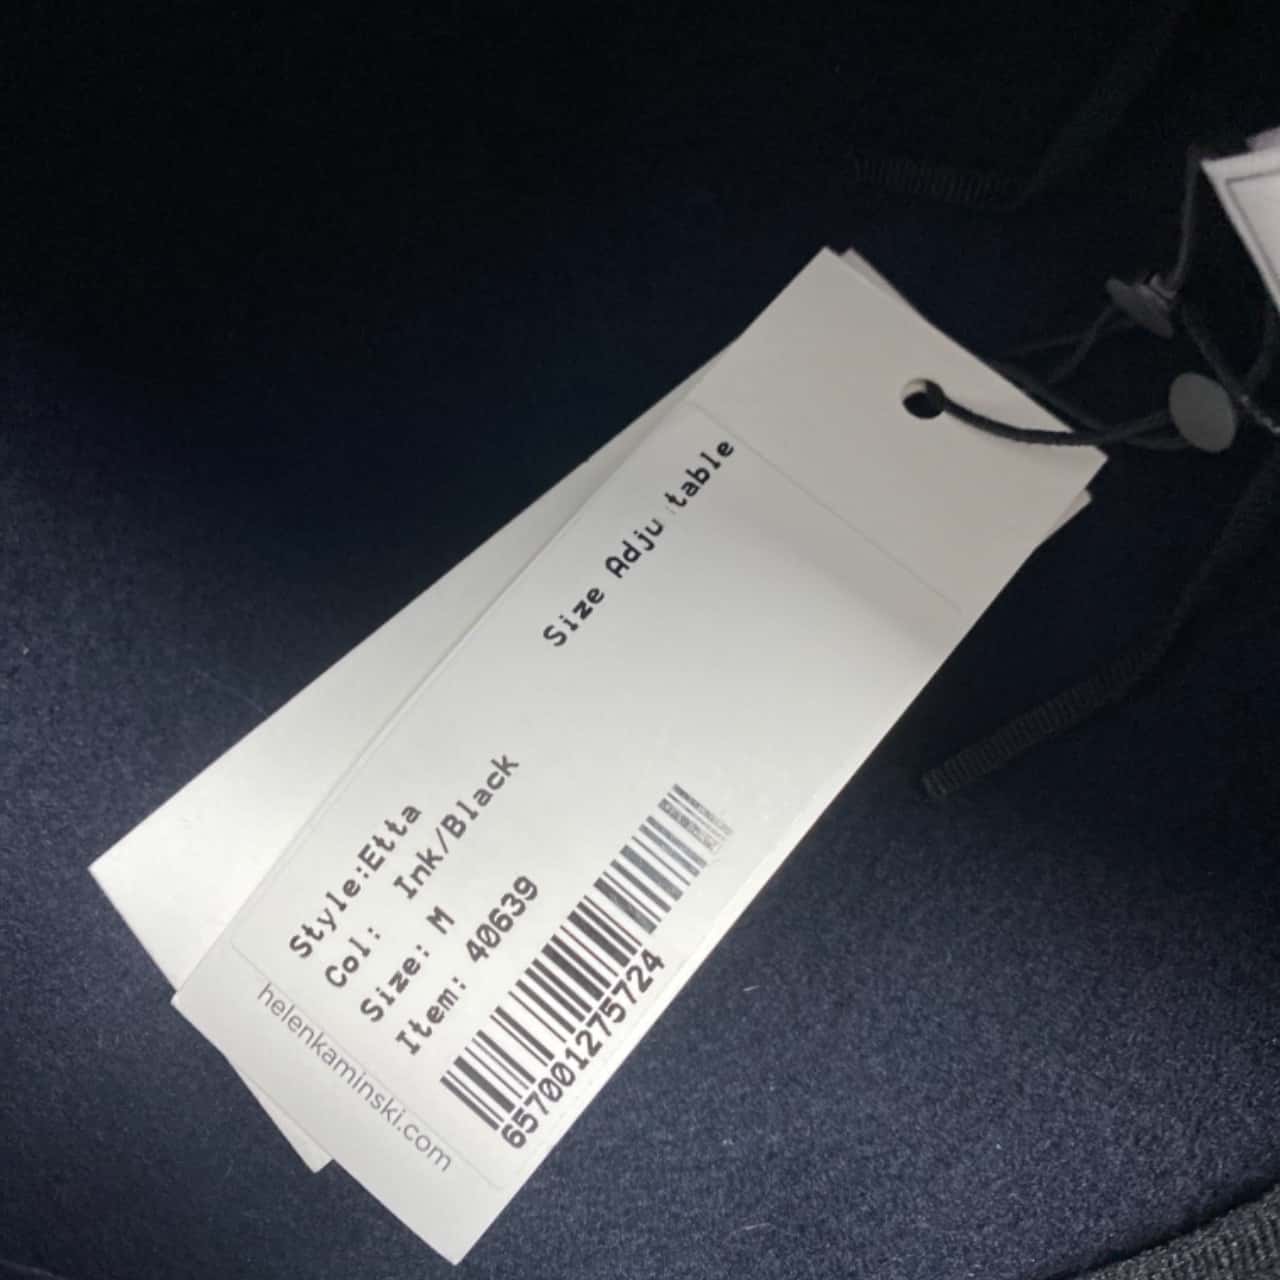 Size Adju table
Style:Etta
Col: Ink/Black
Size: M
Item: 40639
657001275724
helenkaminski.com